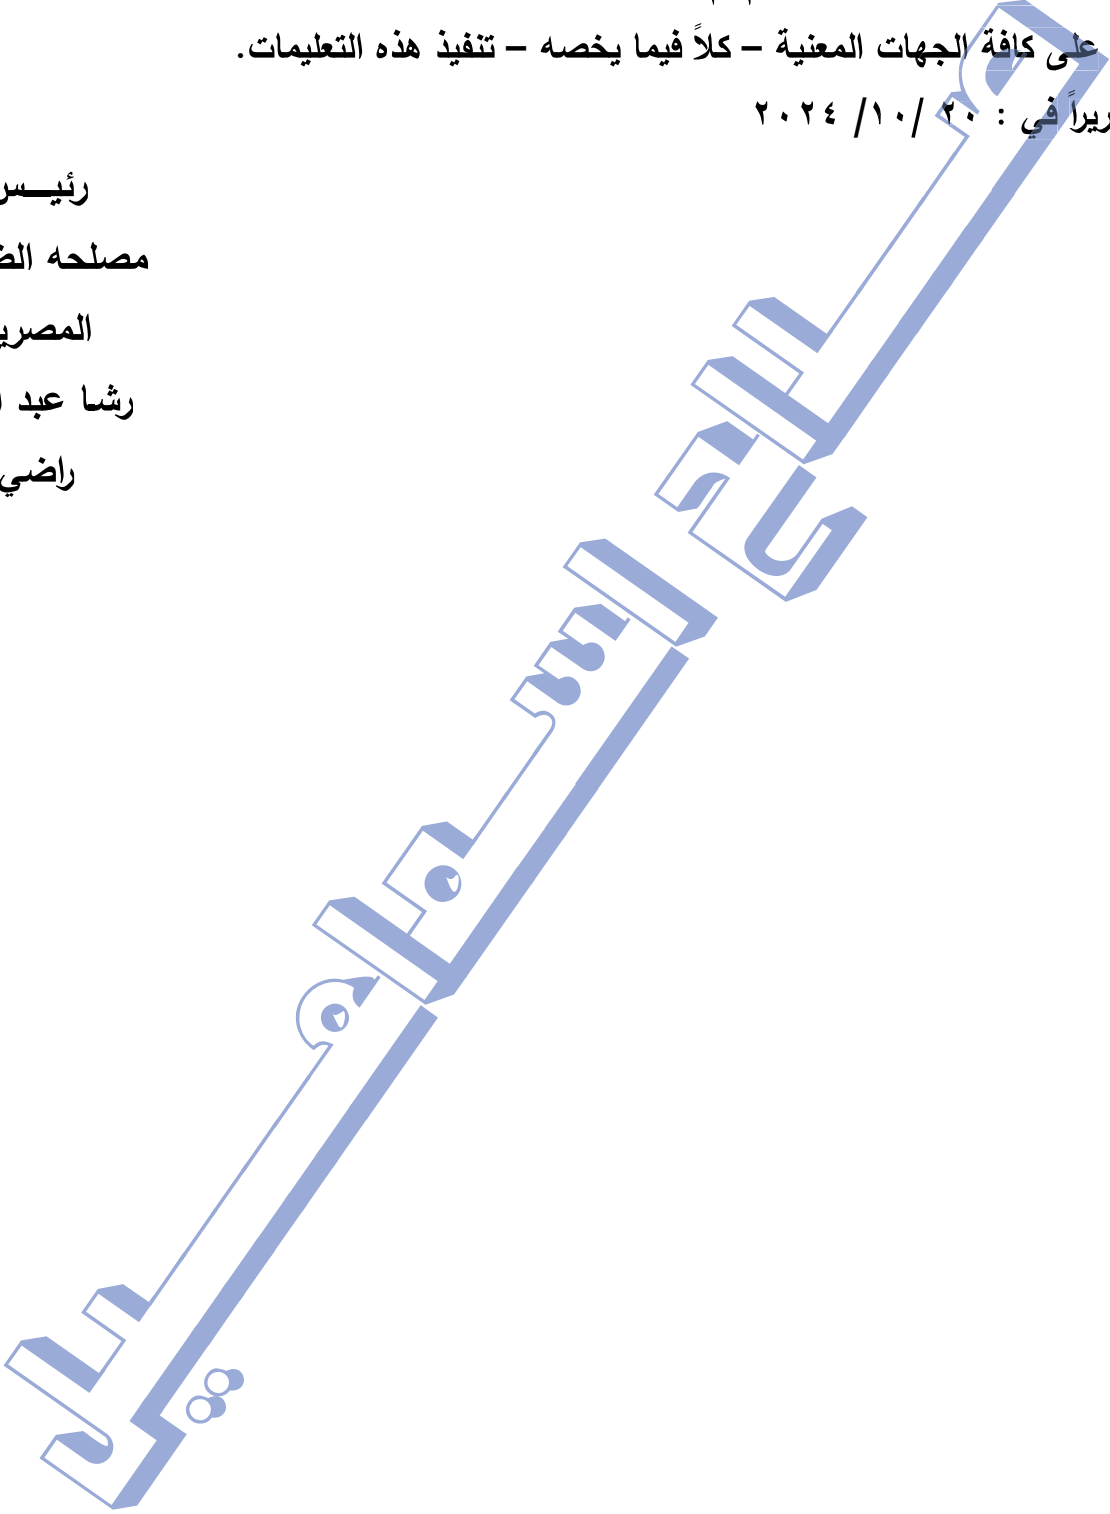 على كافة الجهات المعنية – كلاً فيما يخصه – تنفيذ هذه التعليمات.
ريراً في : ٢٠ /١٠/ ٢٠٢٤
رئيـــس
مصلحه الض
المصري
رشا عبد ا
راضي